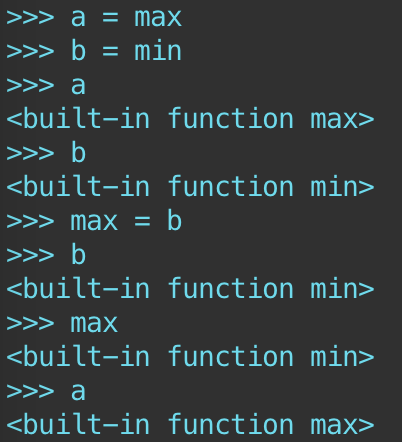 >>> a = max
>>> b = min
>>> a
<built-in function max>
>>> b
<built-in function min>
>>> max = b
>>> b
<built-in function min>
>>> max
<built-in function min>
>>> a
<built-in function max>